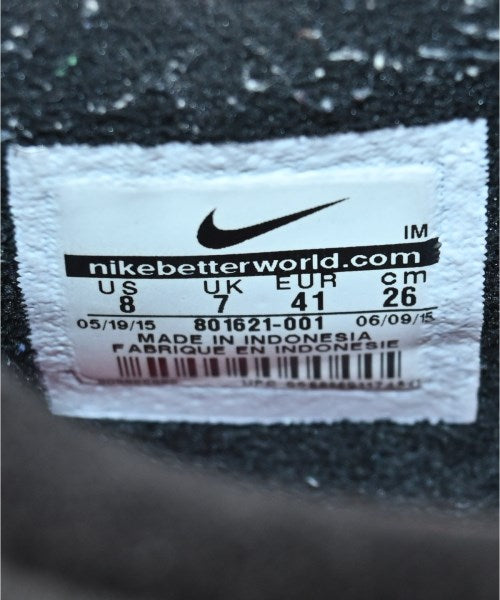 IM
nikebetterworld.com
US UK EUR cm
8 7 41 26
05/19/15 801621-001 06/09/15
MADE IN INDONESIA
FABRIQUE EN INDONESIE
UPC